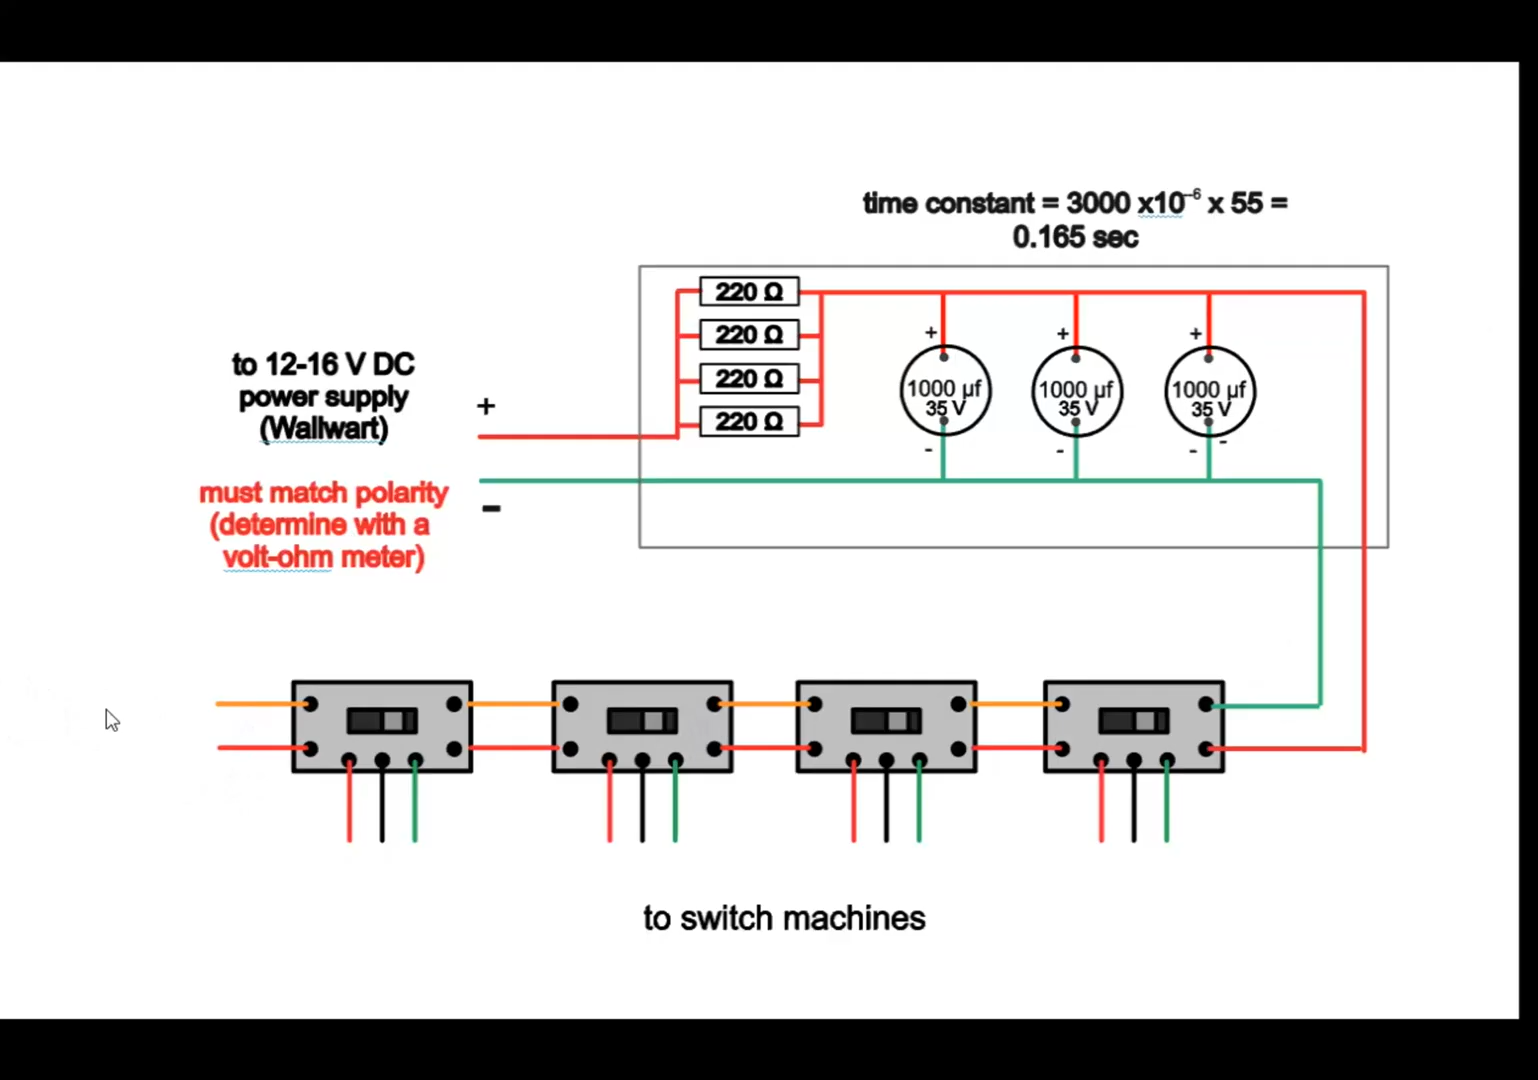 time constant = 3000 x10⁻⁶ x 55 =
0.165 sec
220 Ω
220 Ω
220 Ω
220 Ω
+
+
+
1000 µf
35 V
1000 µf
35 V
1000 µf
35 V
-
-
-
-
to 12-16 V DC
power supply
(Wallwart)
+
must match polarity
(determine with a
volt-ohm meter)
-
to switch machines